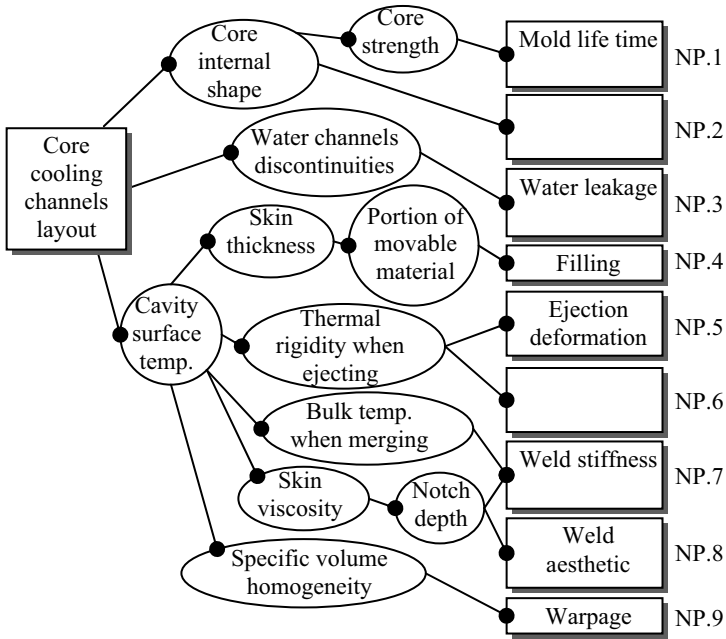 Core
cooling
channels
layout
Core
internal
shape
Core
strength
Mold life time
NP.1
NP.2
Water channels
discontinuities
Water leakage
NP.3
Skin
thickness
Portion of
movable
material
Filling
NP.4
Cavity
surface
temp.
Thermal
rigidity when
ejecting
Ejection
deformation
NP.5
NP.6
Bulk temp.
when merging
Weld stiffness
NP.7
Skin
viscosity
Notch
depth
Weld
aesthetic
NP.8
Specific volume
homogeneity
Warpage
NP.9